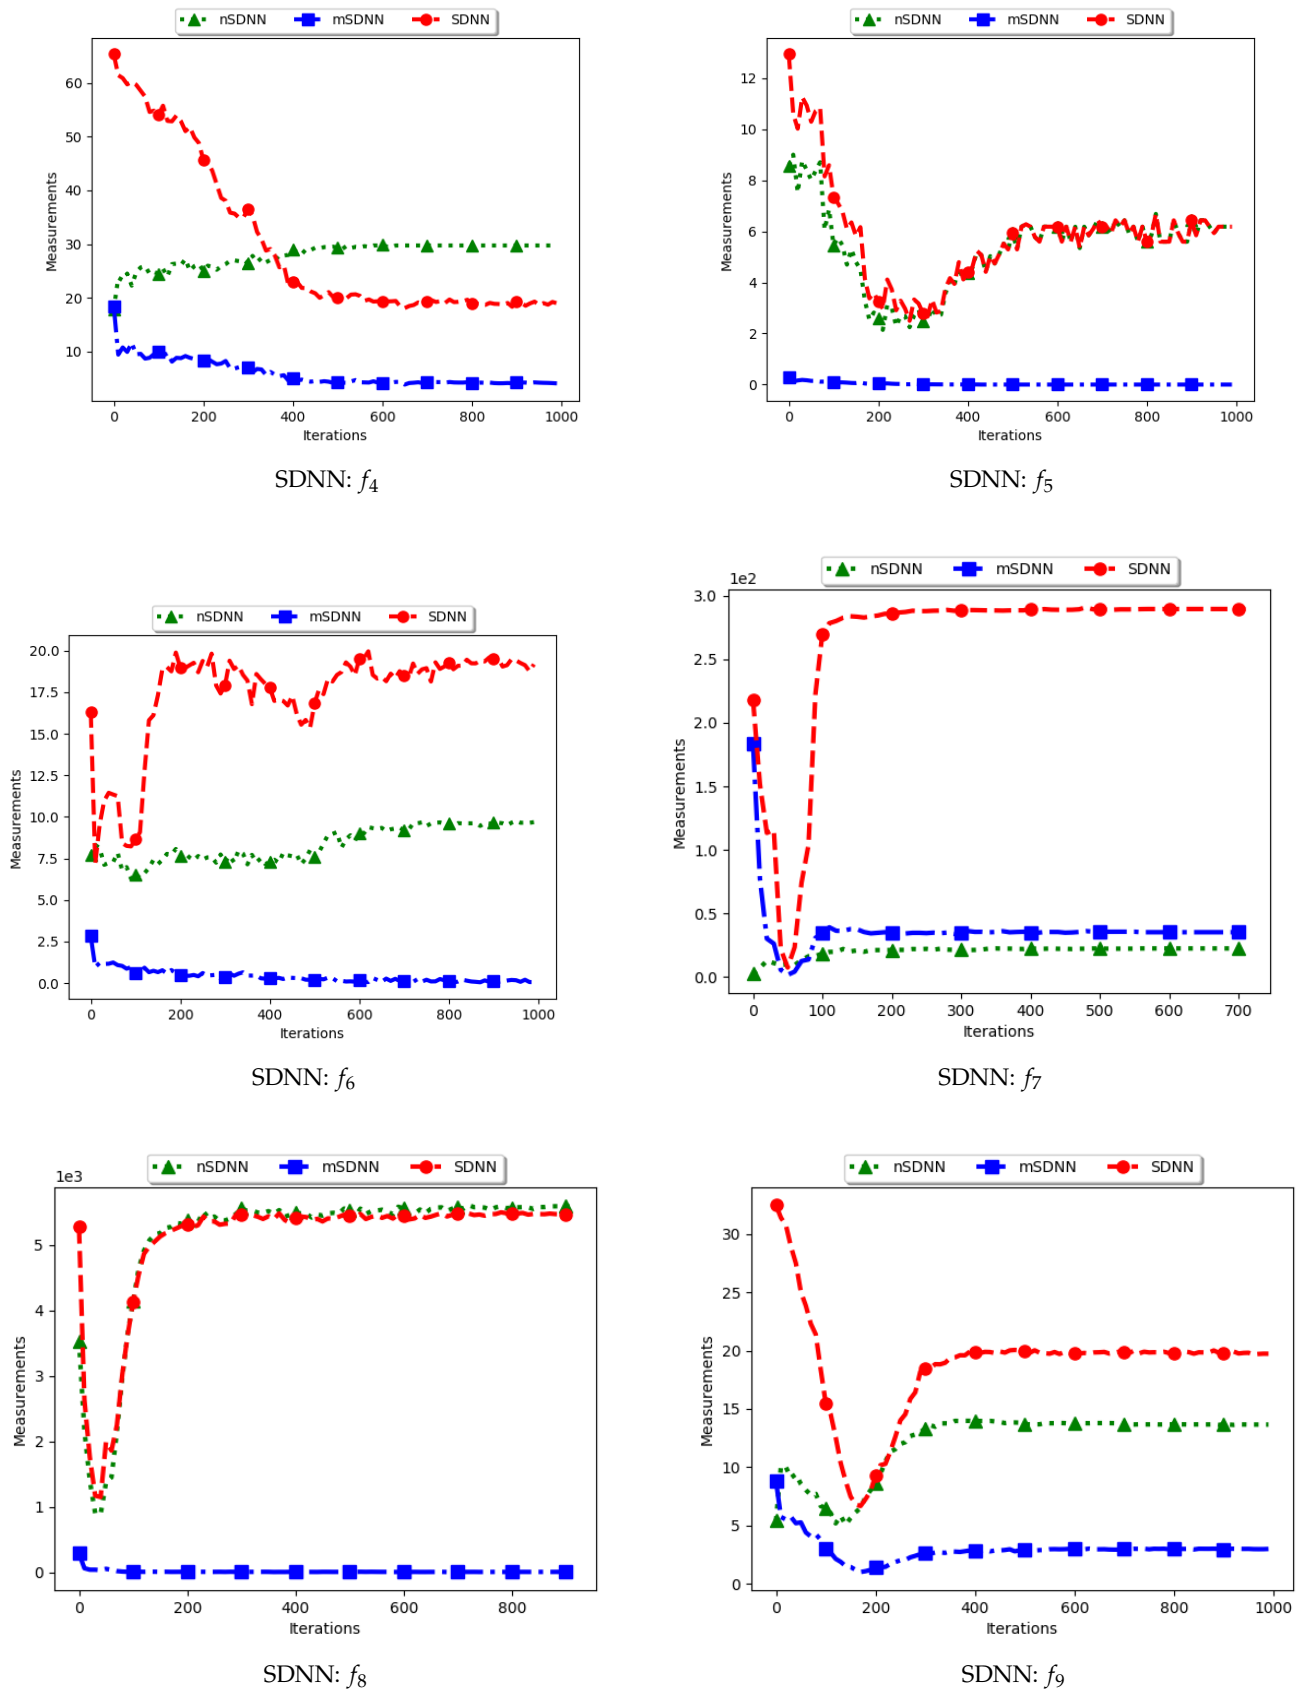 nSDNN mSDNN SDNN
60
50
40
30
20
10
Measurements
0 200 400 600 800 1000
Iterations
SDNN: f4
nSDNN mSDNN SDNN
12
10
8
6
4
2
0
Measurements
0 200 400 600 800 1000
Iterations
SDNN: f5
nSDNN mSDNN SDNN
20.0
17.5
15.0
12.5
10.0
7.5
5.0
2.5
0.0
Measurements
0 200 400 600 800 1000
Iterations
SDNN: f6
nSDNN mSDNN SDNN
1e2
3.0
2.5
2.0
1.5
1.0
0.5
0.0
Measurements
0 100 200 300 400 500 600 700
Iterations
SDNN: f7
nSDNN mSDNN SDNN
1e3
5
4
3
2
1
0
Measurements
0 200 400 600 800
Iterations
SDNN: f8
nSDNN mSDNN SDNN
30
25
20
15
10
5
0
Measurements
0 200 400 600 800 1000
Iterations
SDNN: f9